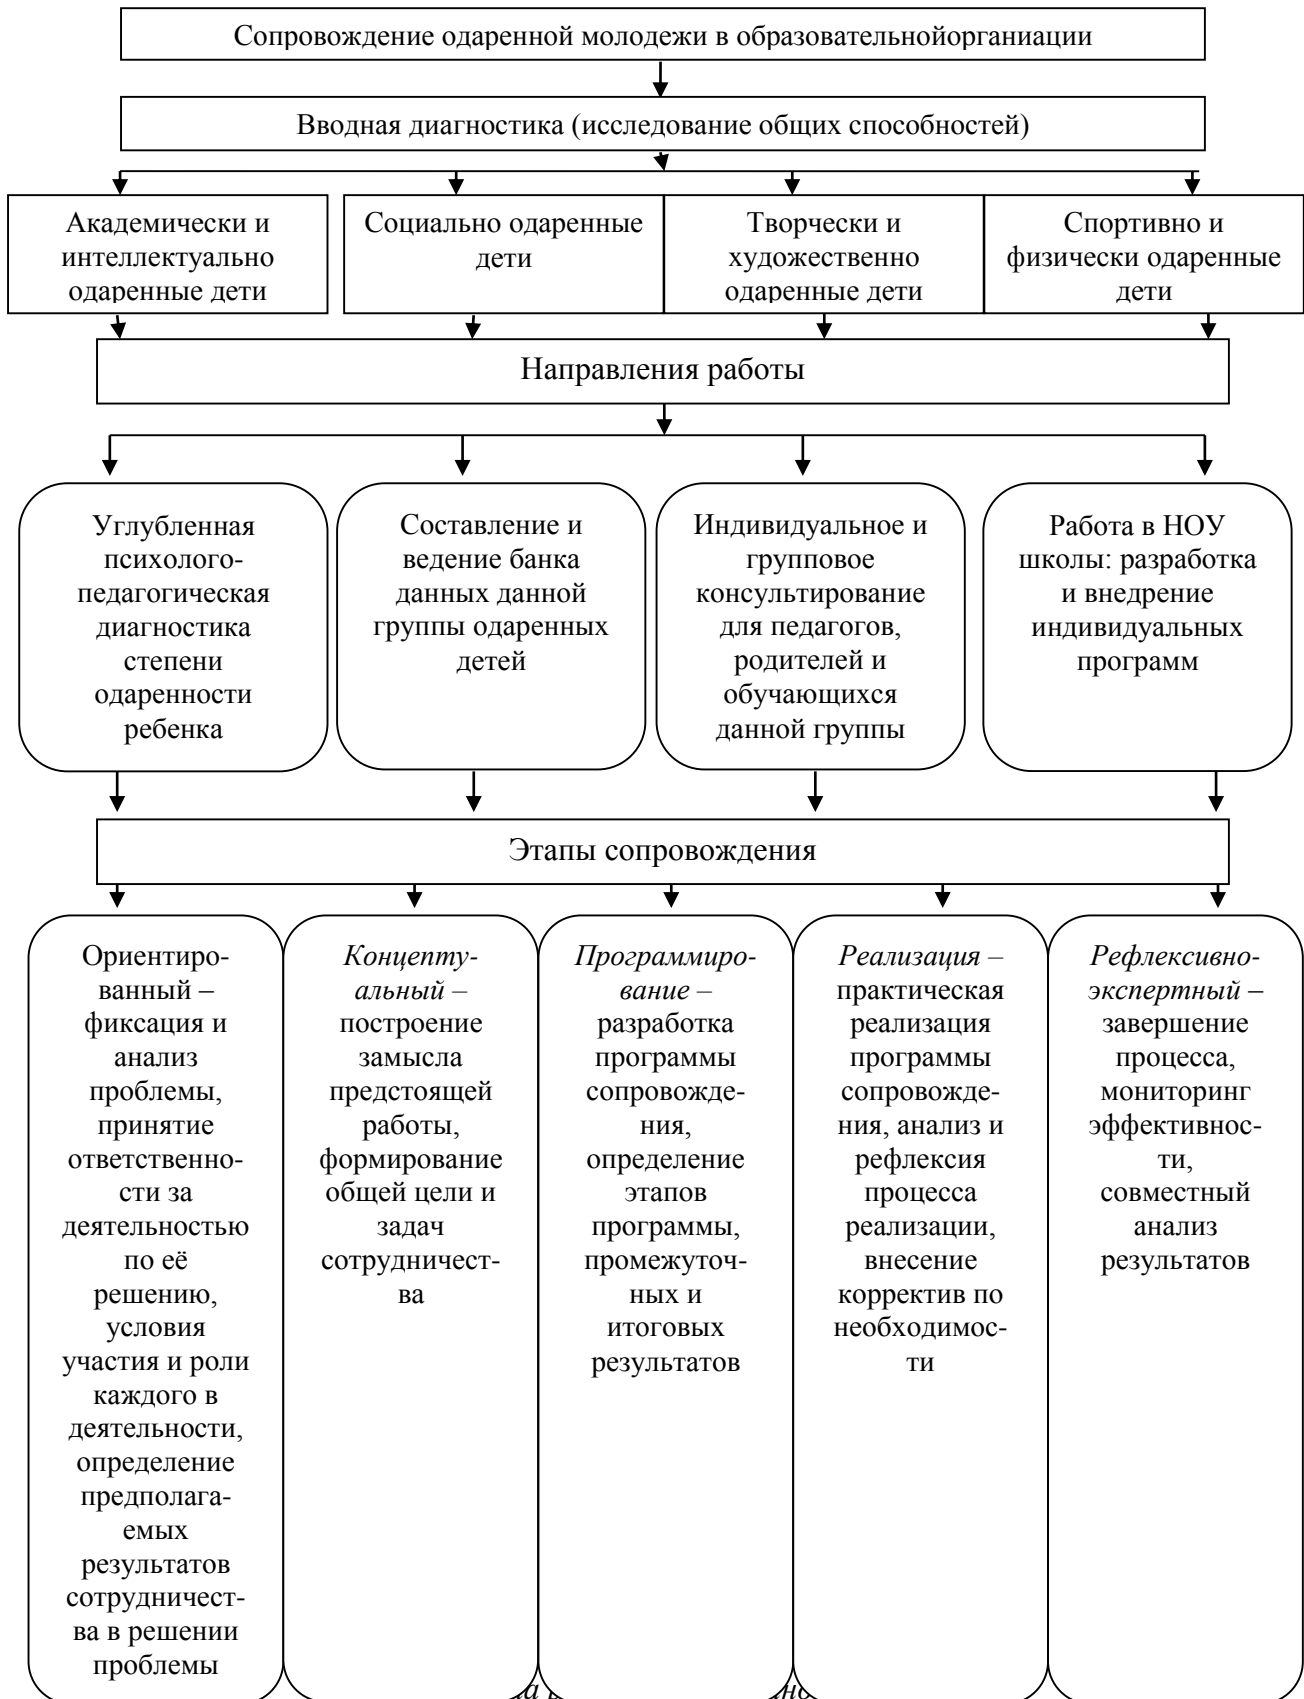 Сопровождение одаренной молодежи в образовательнойорганиации
Вводная диагностика (исследование общих способностей)
Академически и
интеллектуально
одаренные дети
Социально одаренные
дети
Творчески и
художественно
одаренные дети
Спортивно и
физически одаренные
дети
Направления работы
Углубленная
психолого-
педагогическая
диагностика
степени
одаренности
ребенка
Составление и
ведение банка
данных данной
группы одаренных
детей
Индивидуальное и
групповое
консультирование
для педагогов,
родителей и
обучающихся
данной группы
Работа в НОУ
школы: разработка
и внедрение
индивидуальных
программ
Этапы сопровождения
Ориентиро-
ванный –
фиксация и
анализ
проблемы,
принятие
ответственно-
сти за
деятельностью
по её
решению,
условия
участия и роли
каждого в
деятельности,
определение
предполага-
емых
результатов
сотрудничест-
ва в решении
проблемы
Концепту-
альный –
построение
замысла
предстоящей
работы,
формирование
общей цели и
задач
сотрудничест-
ва
Программиро-
вание –
разработка
программы
сопровожде-
ния,
определение
этапов
программы,
промежуточ-
ных и
итоговых
результатов
Реализация –
практическая
реализация
программы
сопровожде-
ния, анализ и
рефлексия
процесса
реализации,
внесение
корректив по
необходимос-
ти
Рефлексивно-
экспертный –
завершение
процесса,
мониторинг
эффективнос-
ти,
совместный
анализ
результатов